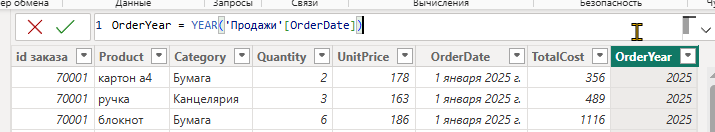 ер обмена Данные Запросы Связи Вычисления Безопасность
1 OrderYear = YEAR('Продажи'[OrderDate])
id заказа Product Category Quantity UnitPrice OrderDate TotalCost OrderYear
70001 картон а4 Бумага 2 178 1 января 2025 г. 356 2025
70001 ручка Канцелярия 3 163 1 января 2025 г. 489 2025
70001 блокнот Бумага 6 186 1 января 2025 г. 1116 2025